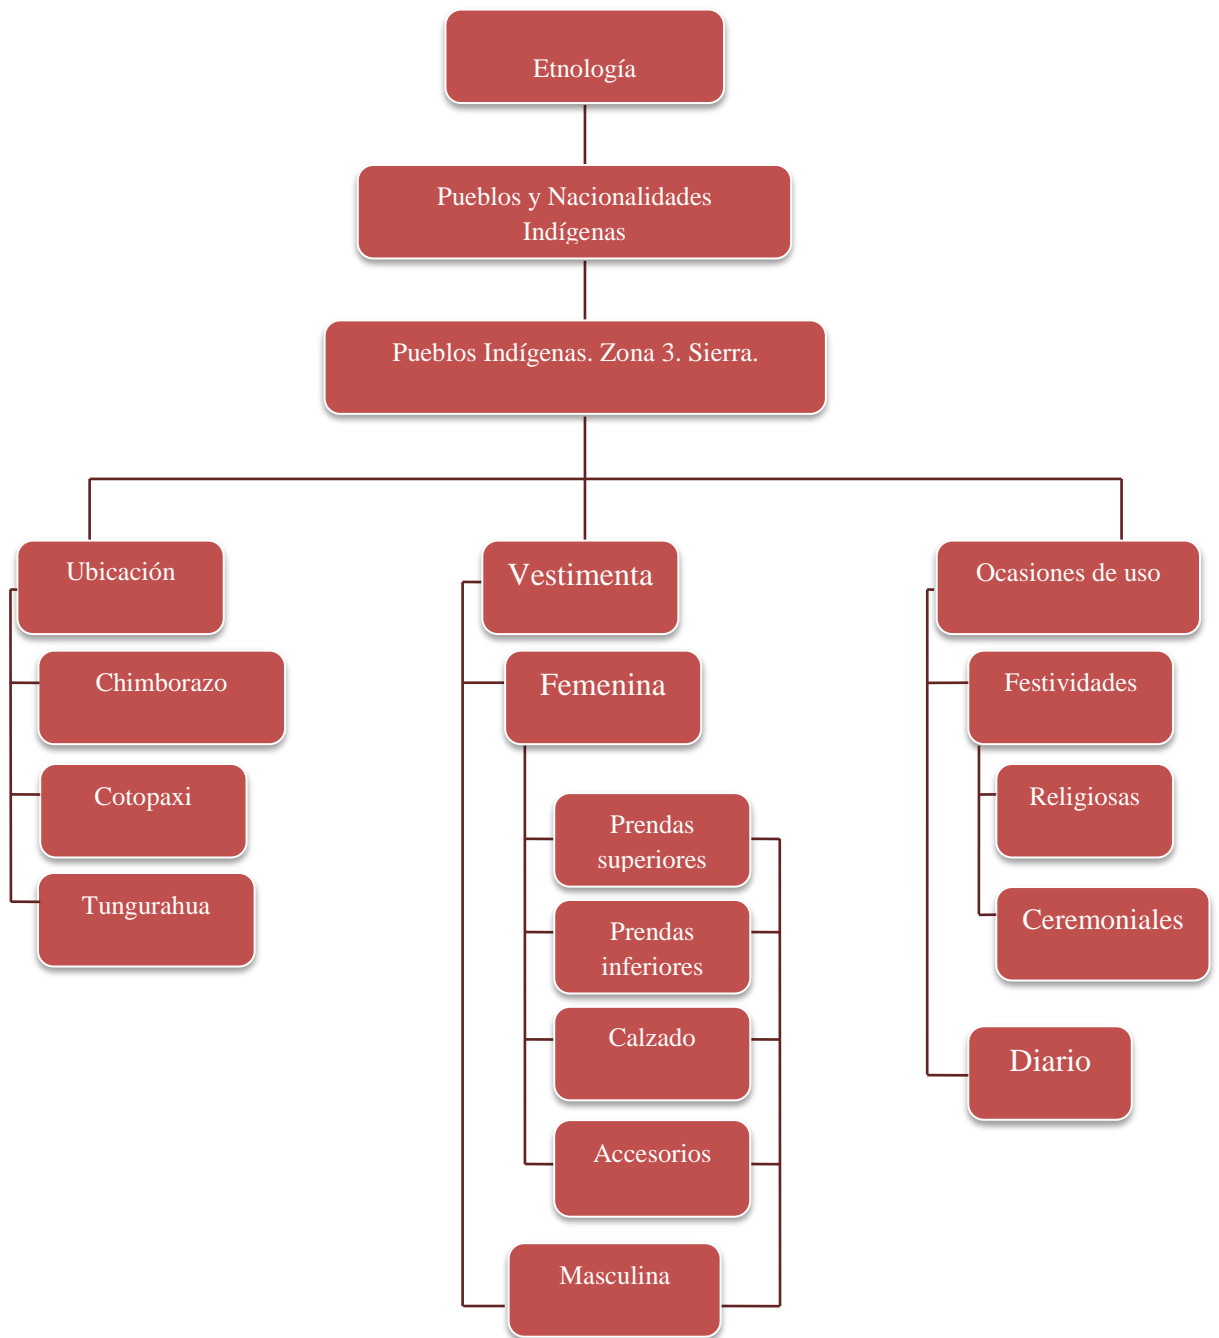 Etnología
Pueblos y Nacionalidades
Indígenas
Pueblos Indígenas. Zona 3. Sierra.
Ubicación
Chimborazo
Cotopaxi
Tungurahua
Vestimenta
Femenina
Prendas
superiores
Prendas
inferiores
Calzado
Accesorios
Masculina
Ocasiones de uso
Festividades
Religiosas
Ceremoniales
Diario